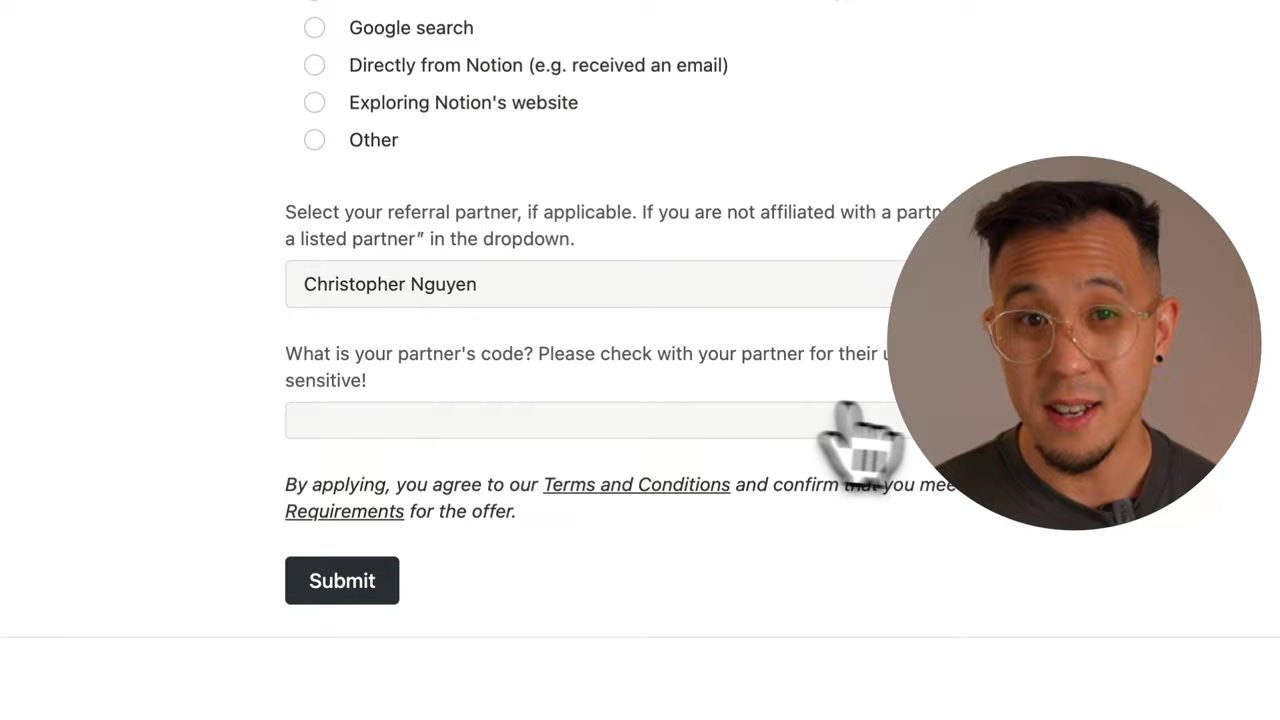 Google search
Directly from Notion (e.g. received an email)
Exploring Notion's website
Other
Select your referral partner, if applicable. If you are not affiliated with a
a listed partner” in the dropdown.
Christopher Nguyen
What is your partner's code? Please check with your partner for their
sensitive!
By applying, you agree to our Terms and Conditions and confirm that you
Requirements for the offer.
Submit